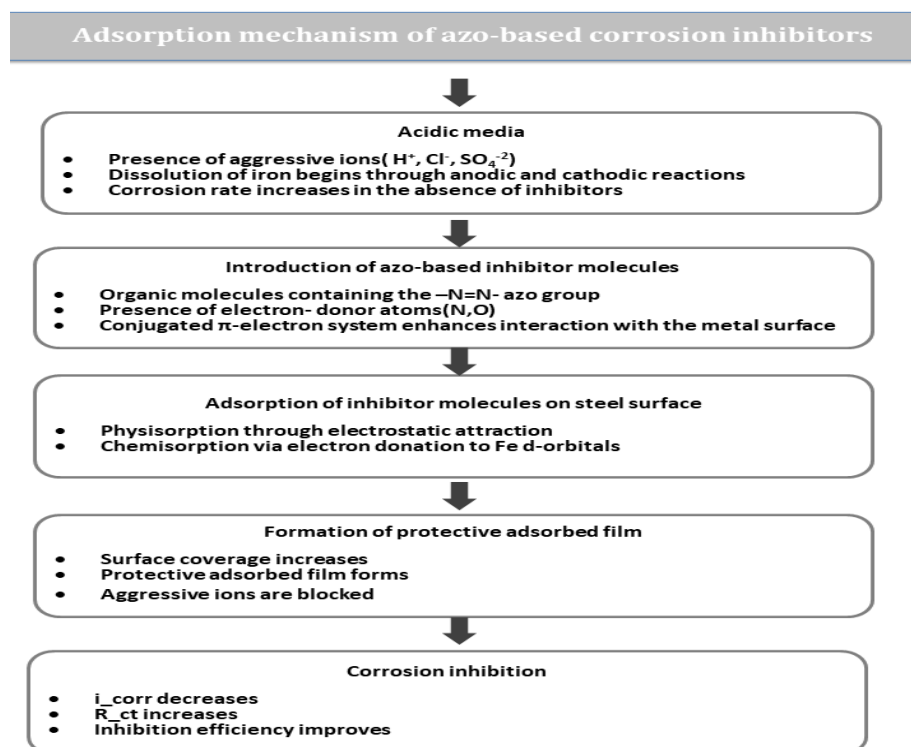 Adsorption mechanism of azo-based corrosion inhibitors
Acidic media
• Presence of aggressive ions( H⁺, Cl⁻, SO₄⁻²)
• Dissolution of iron begins through anodic and cathodic reactions
• Corrosion rate increases in the absence of inhibitors
Introduction of azo-based inhibitor molecules
• Organic molecules containing the –N=N- azo group
• Presence of electron- donor atoms(N,O)
• Conjugated π-electron system enhances interaction with the metal surface
Adsorption of inhibitor molecules on steel surface
• Physisorption through electrostatic attraction
• Chemisorption via electron donation to Fe d-orbitals
Formation of protective adsorbed film
• Surface coverage increases
• Protective adsorbed film forms
• Aggressive ions are blocked
Corrosion inhibition
• i_corr decreases
• R_ct increases
• Inhibition efficiency improves